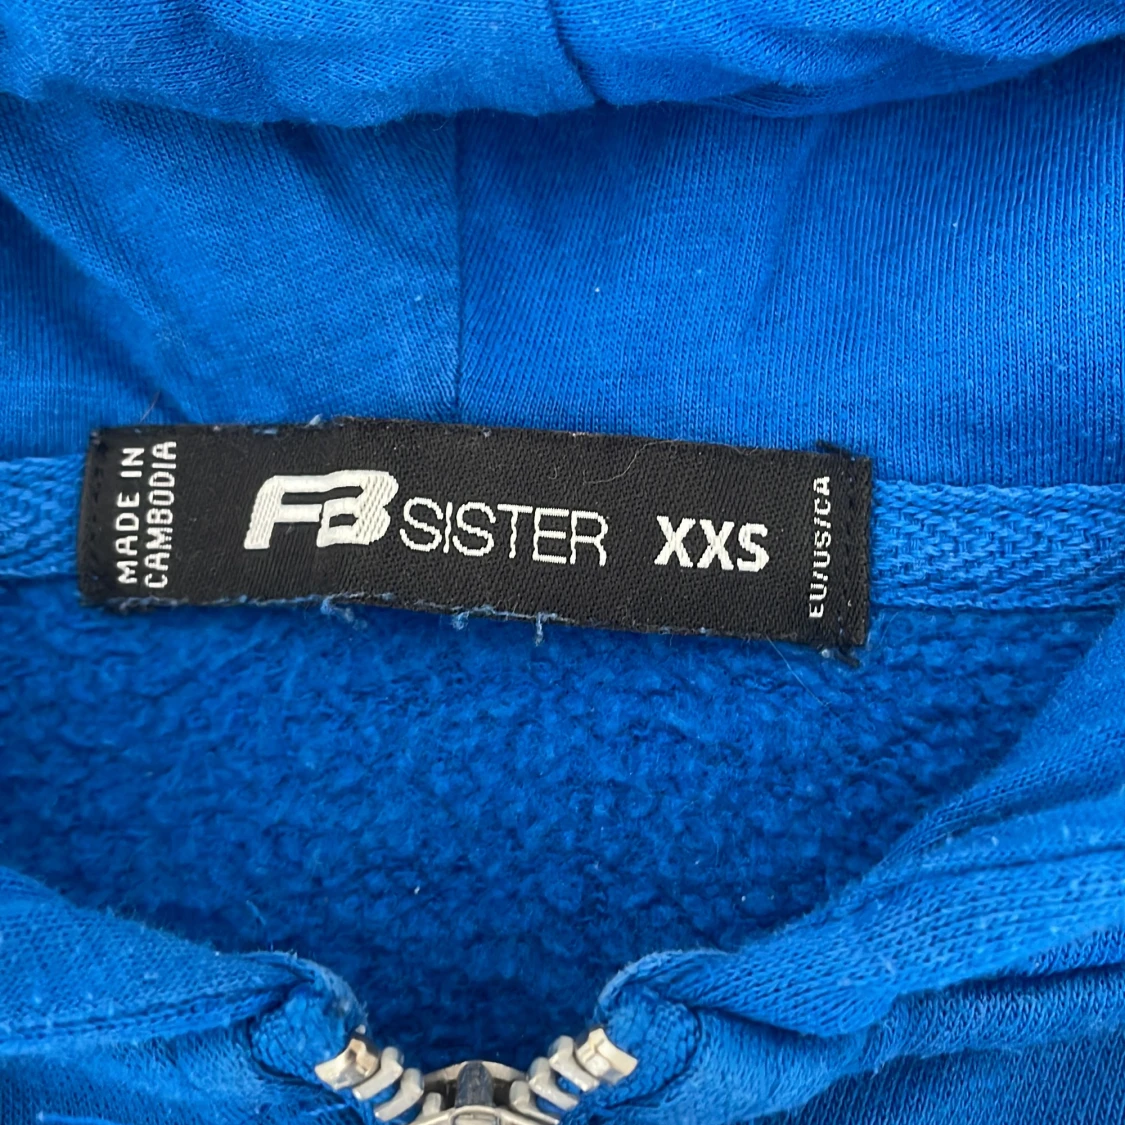 MADE IN
CAMBODIA
FB SISTER XXS
EU/US/CA